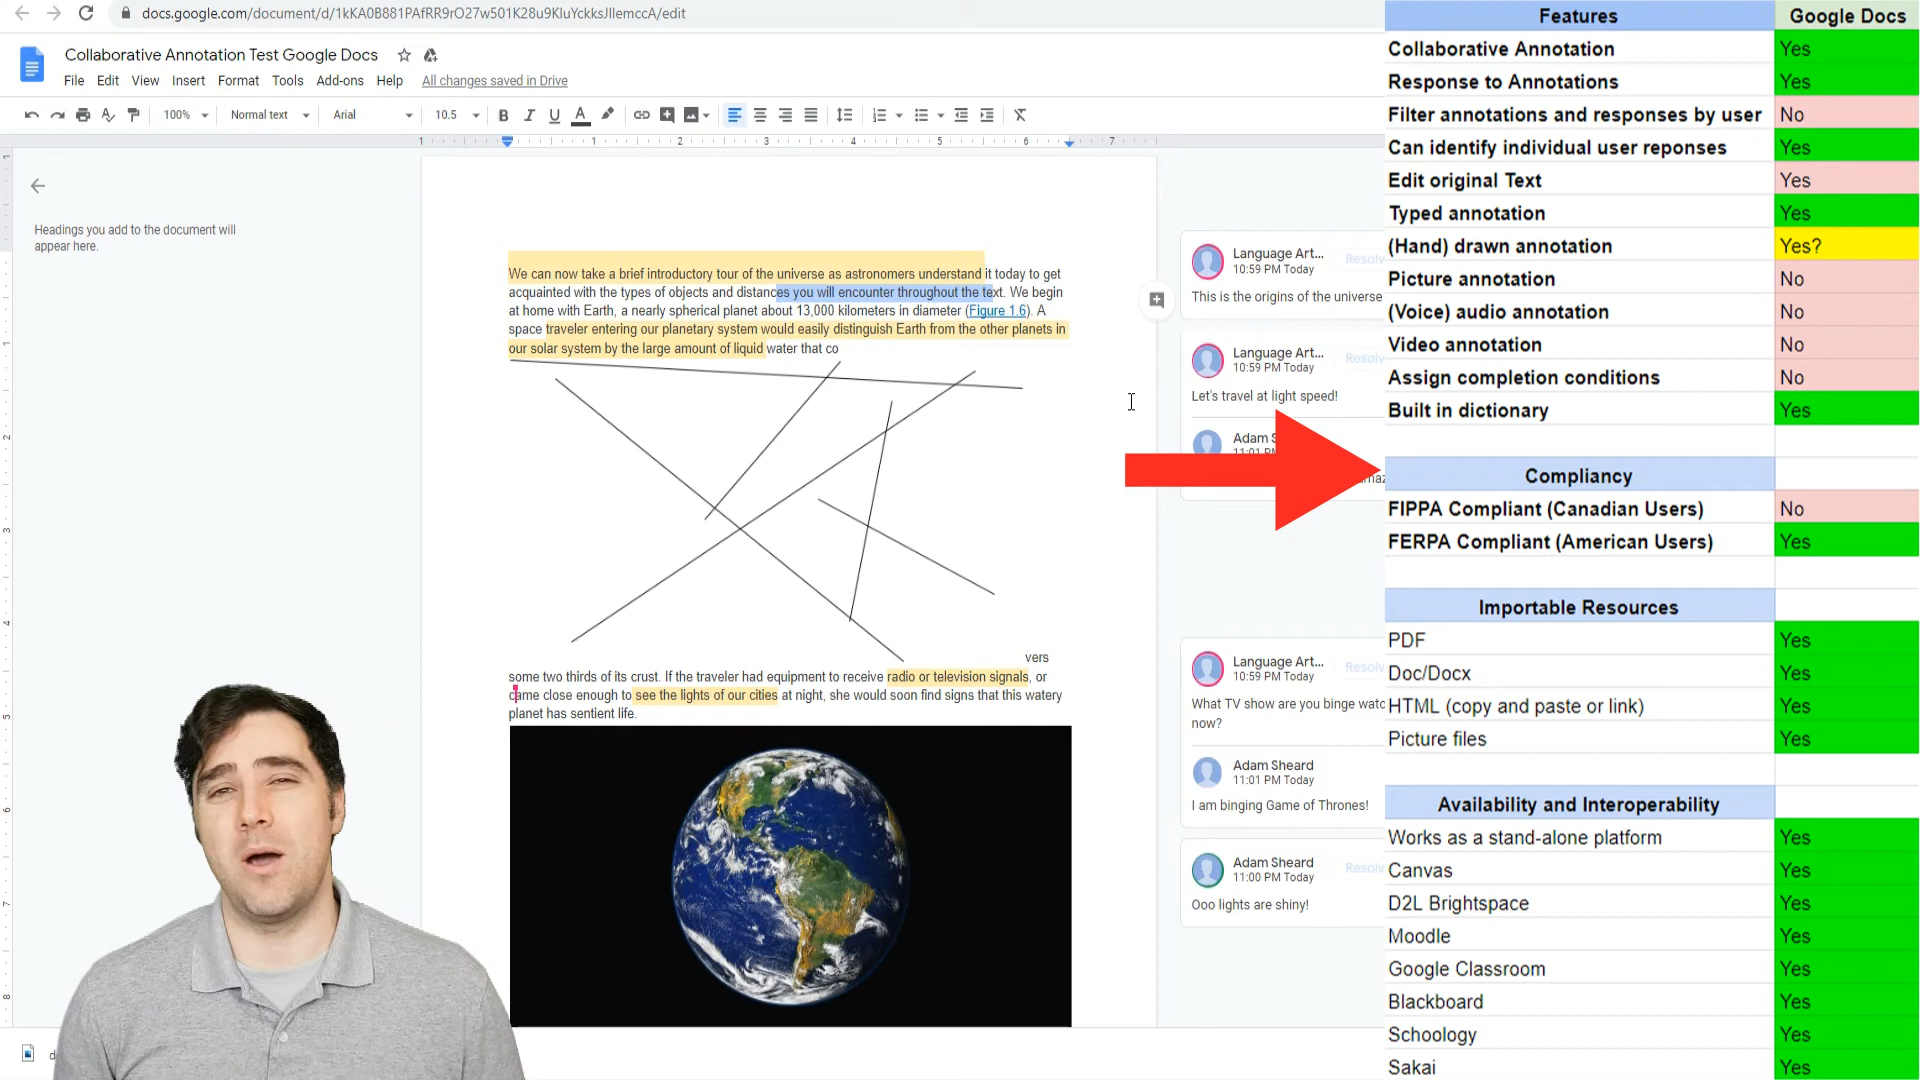 docs.google.com/document/d/1kKA0B881PAfRR9rO27w501K28u9KIuYckksJIlemccA/edit
Collaborative Annotation Test Google Docs
File Edit View Insert Format Tools Add-ons Help All changes saved in Drive
100% Normal text Arial 10.5 B I U A
1 1 2 3 4 5 6 7
Headings you add to the document will
appear here.
We can now take a brief introductory tour of the universe as astronomers understand it today to get
acquainted with the types of objects and distances you will encounter throughout the text. We begin
at home with Earth, a nearly spherical planet about 13,000 kilometers in diameter (Figure 1.6). A
space traveler entering our planetary system would easily distinguish Earth from the other planets in
our solar system by the large amount of liquid water that co
vers
some two thirds of its crust. If the traveler had equipment to receive radio or television signals, or
came close enough to see the lights of our cities at night, she would soon find signs that this watery
planet has sentient life.
Language Art...
Resolv
10:59 PM Today
This is the origins of the universe
Language Art...
Resolv
10:59 PM Today
Let's travel at light speed!
Adam S
Language Art...
Resolv
10:59 PM Today
What TV show are you binge watc
now?
Adam Sheard
11:01 PM Today
I am binging Game of Thrones!
Adam Sheard
Resolv
11:00 PM Today
Ooo lights are shiny!
Features Google Docs
Collaborative Annotation Yes
Response to Annotations Yes
Filter annotations and responses by user No
Can identify individual user reponses Yes
Edit original Text Yes
Typed annotation Yes
(Hand) drawn annotation Yes?
Picture annotation No
(Voice) audio annotation No
Video annotation No
Assign completion conditions No
Built in dictionary Yes
Compliancy
FIPPA Compliant (Canadian Users) No
FERPA Compliant (American Users) Yes
Importable Resources
PDF Yes
Doc/Docx Yes
HTML (copy and paste or link) Yes
Picture files Yes
Availability and Interoperability
Works as a stand-alone platform Yes
Canvas Yes
D2L Brightspace Yes
Moodle Yes
Google Classroom Yes
Blackboard Yes
Schoology Yes
Sakai Yes